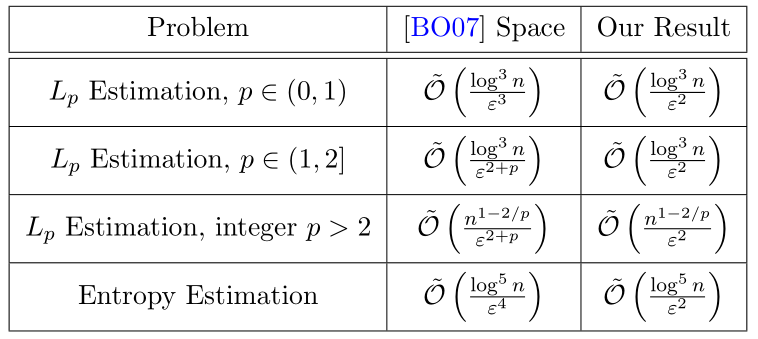 Problem [BO07] Space Our Result
L_p Estimation, p ∈ (0, 1) Õ(log³ n / ε³) Õ(log³ n / ε²)
L_p Estimation, p ∈ (1, 2] Õ(log³ n / ε^{2+p}) Õ(log³ n / ε²)
L_p Estimation, integer p > 2 Õ(n^{1−2/p} / ε^{2+p}) Õ(n^{1−2/p} / ε²)
Entropy Estimation Õ(log⁵ n / ε⁴) Õ(log⁵ n / ε²)